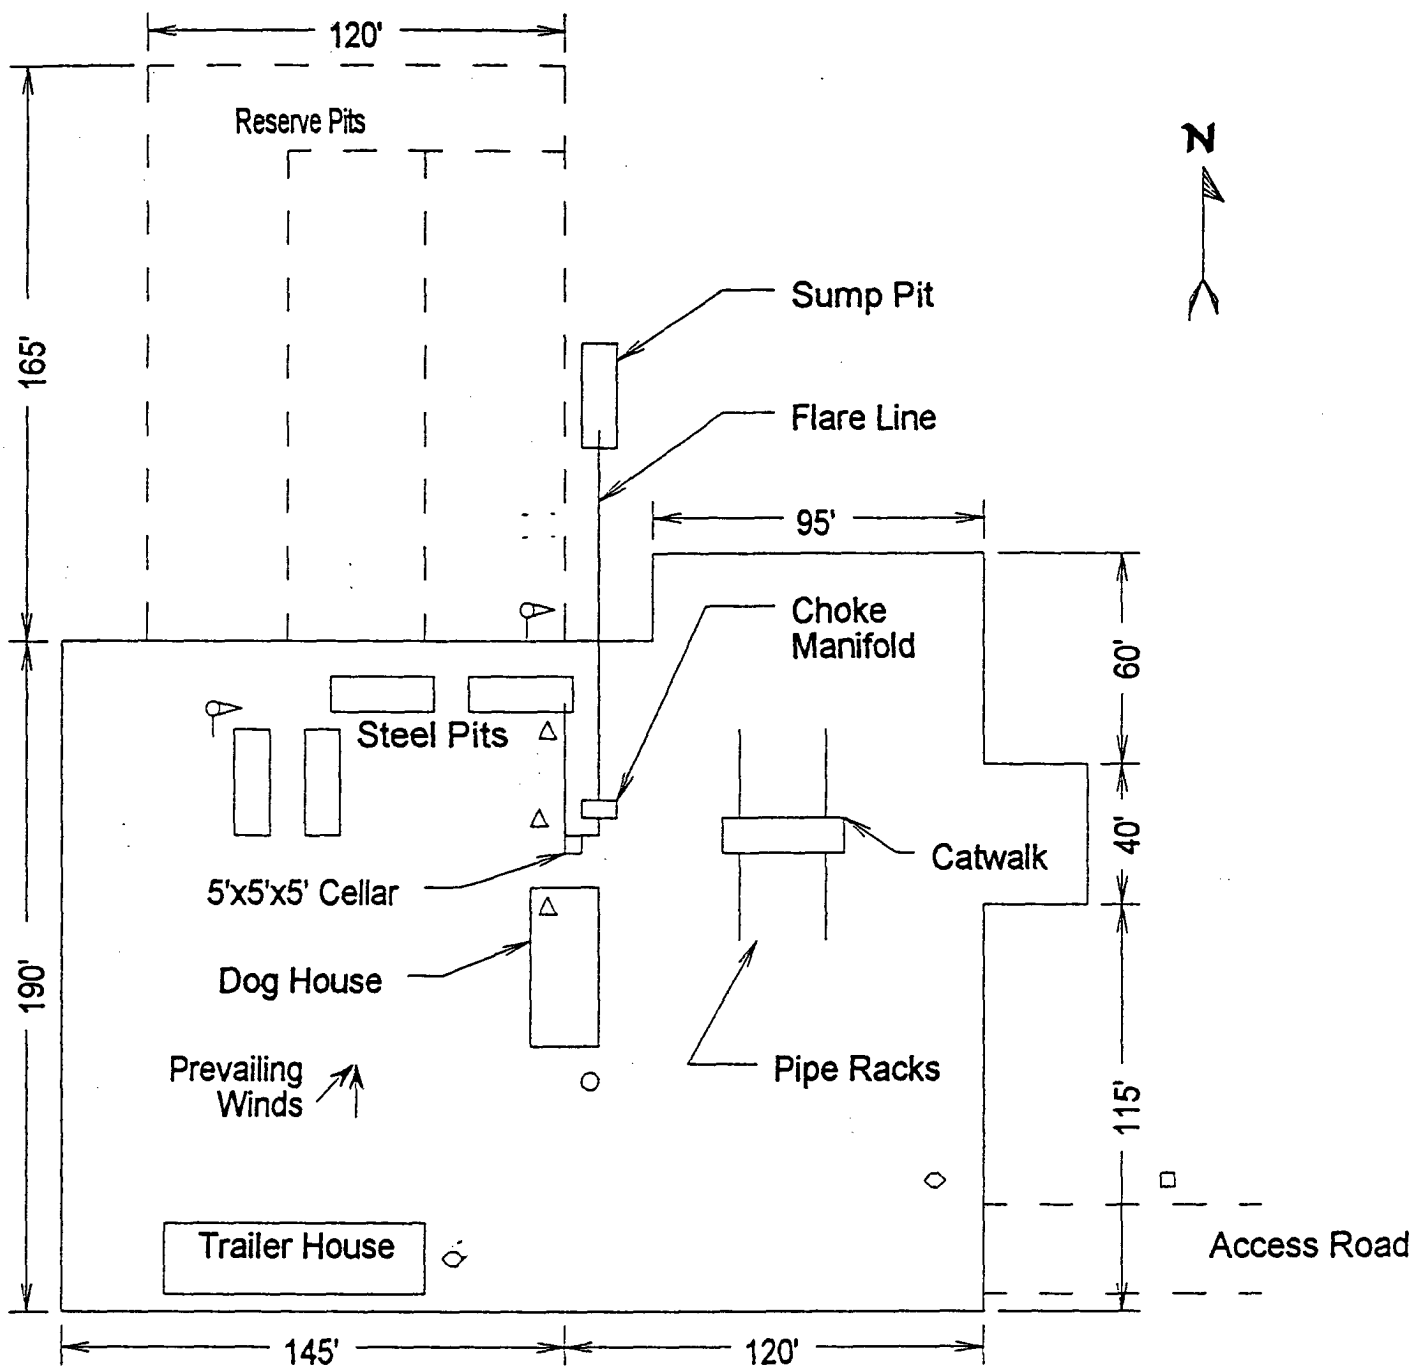 120'
Reserve Pits
N
165'
Sump Pit
Flare Line
95'
Choke
Manifold
60'
Steel Pits
40'
Catwalk
5'x5'x5' Cellar
190'
Dog House
Prevailing
Winds
Pipe Racks
115'
Trailer House
Access Road
145'
120'